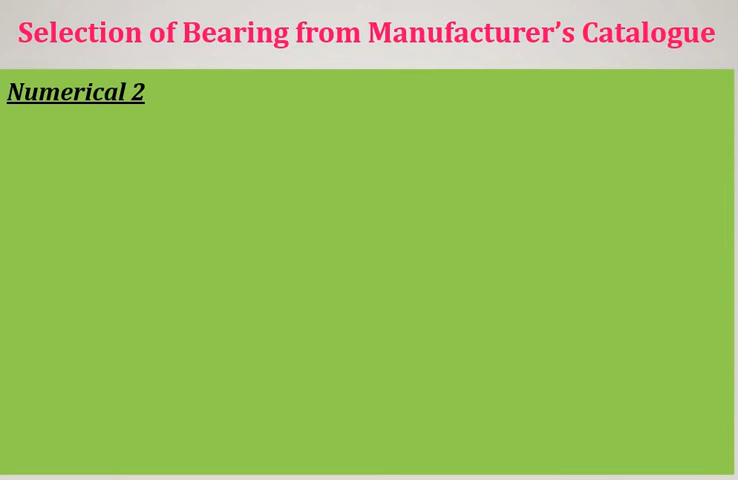 Selection of Bearing from Manufacturer’s Catalogue
Numerical 2